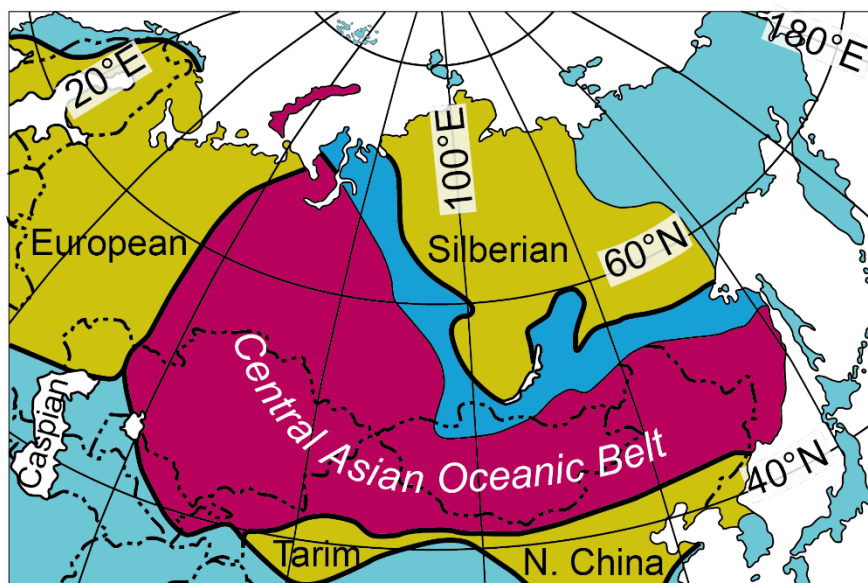 20°E
180°E
100°E
European
Silberian
60°N
Central Asian Oceanic Belt
Caspian
40°N
Tarim
N. China